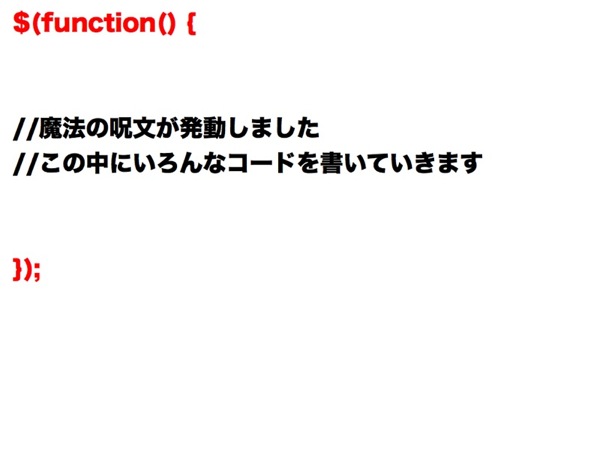 $(function() {
//魔法の呪文が発動しました
//この中にいろんなコードを書いていきます
});